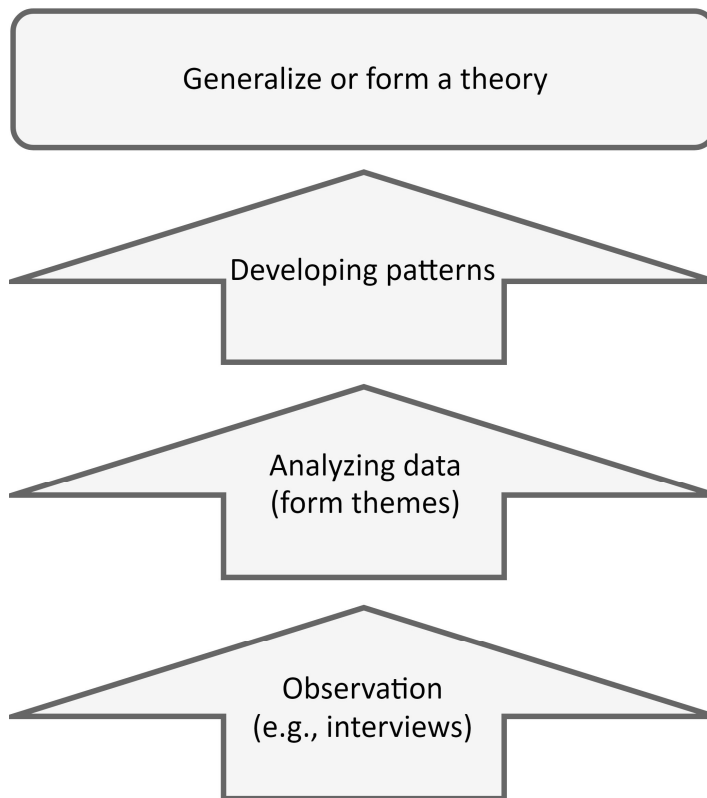 Generalize or form a theory
Developing patterns
Analyzing data
(form themes)
Observation
(e.g., interviews)